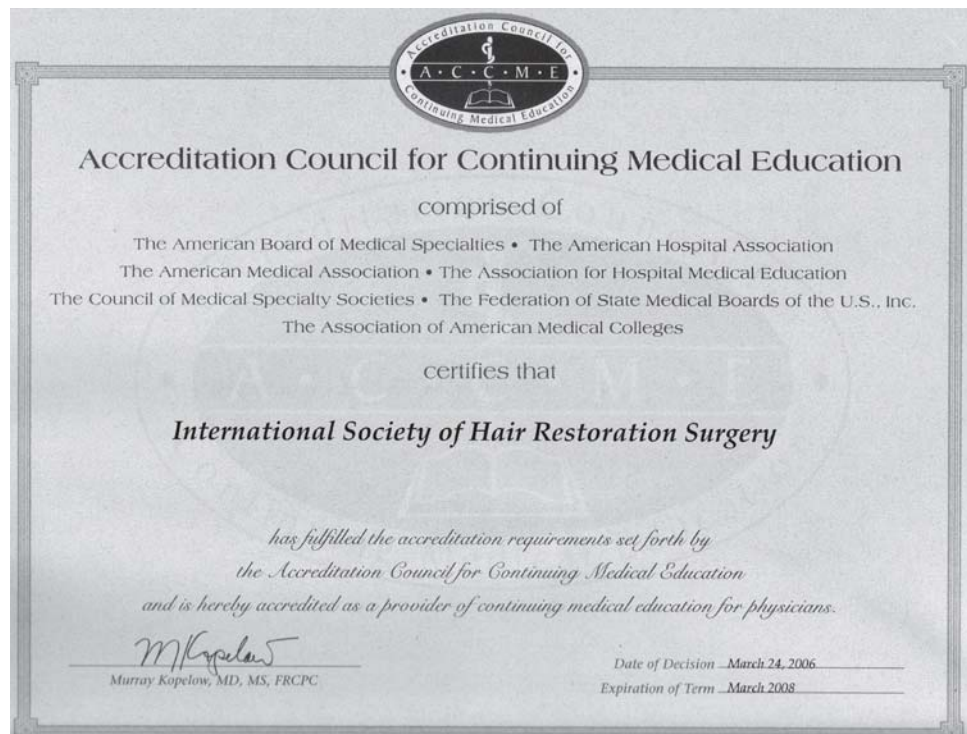 Accreditation Council for
A · C · C · M · E
Continuing Medical Education
Accreditation Council for Continuing Medical Education
comprised of
The American Board of Medical Specialties • The American Hospital Association
The American Medical Association • The Association for Hospital Medical Education
The Council of Medical Specialty Societies • The Federation of State Medical Boards of the U.S., Inc.
The Association of American Medical Colleges
certifies that
A · C · C · M · E
International Society of Hair Restoration Surgery
has fulfilled the accreditation requirements set forth by
the Accreditation Council for Continuing Medical Education
and is hereby accredited as a provider of continuing medical education for physicians.
MKopelow
Murray Kopelow, MD, MS, FRCPC
Date of Decision March 24, 2006
Expiration of Term March 2008